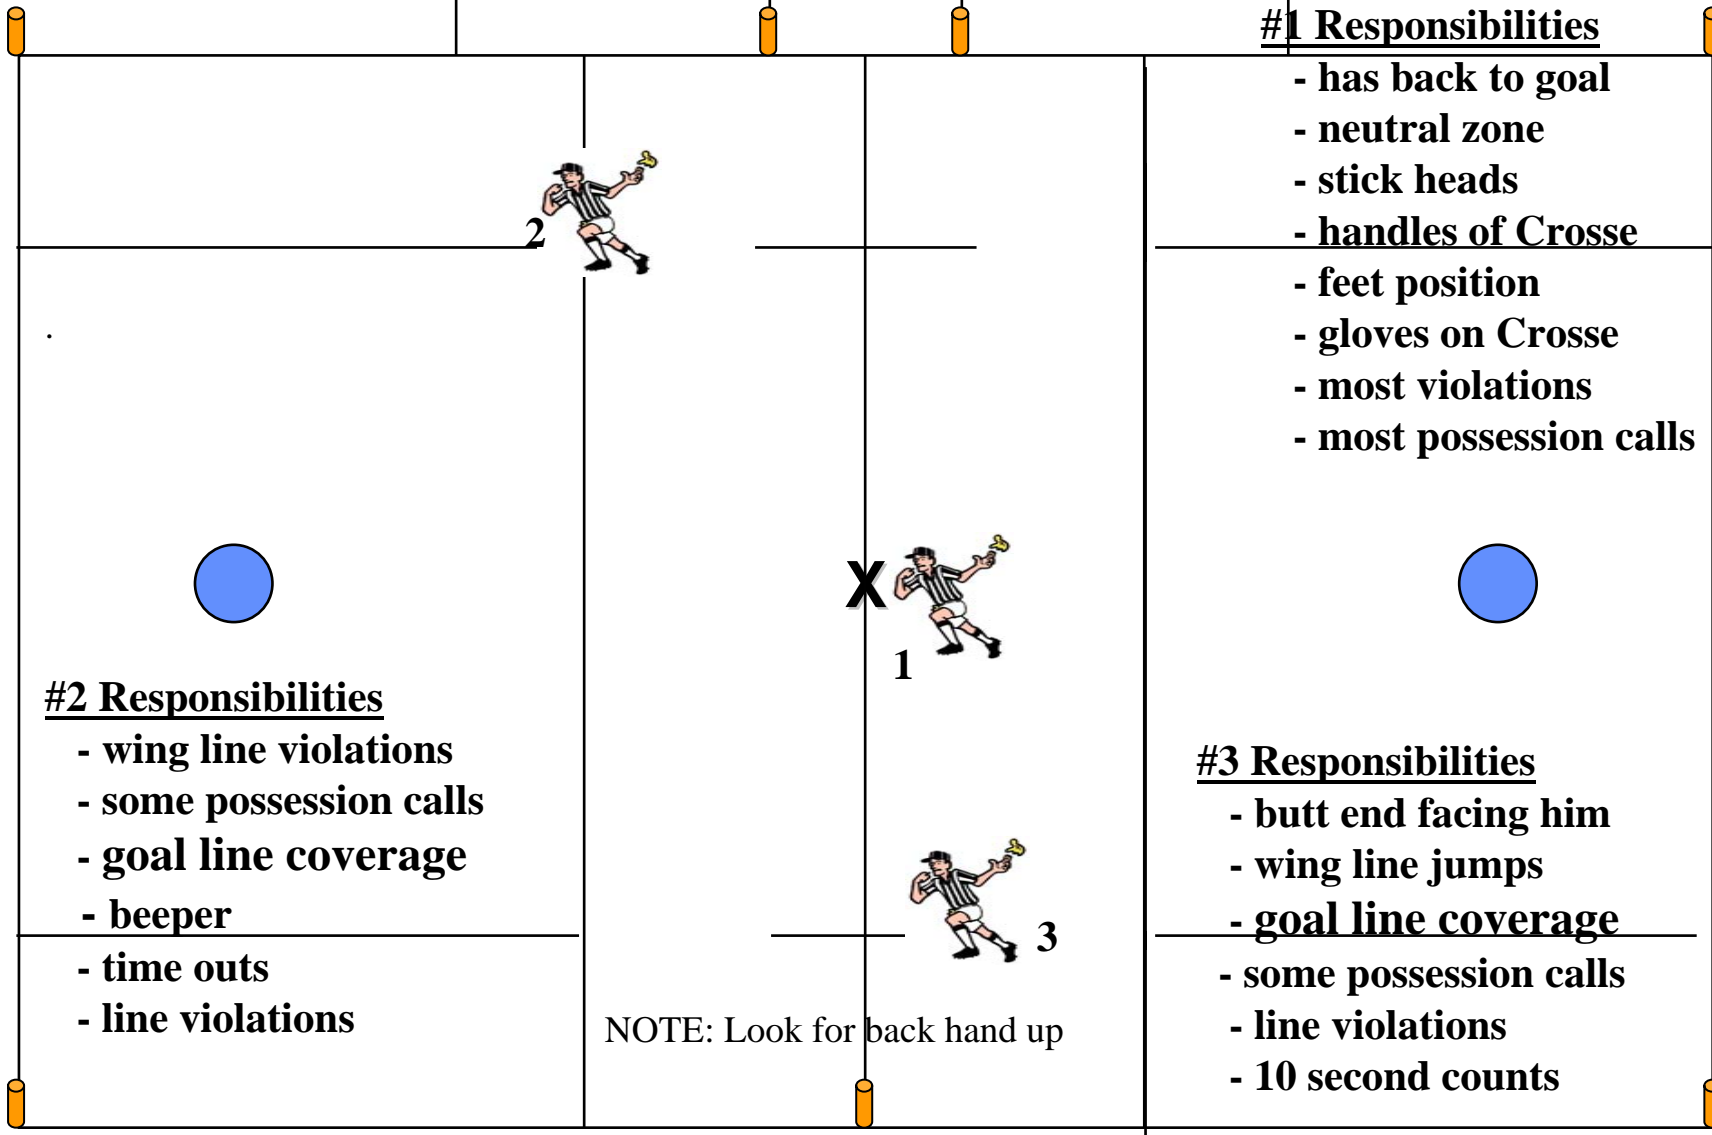 #1 Responsibilities
- has back to goal
- neutral zone
- stick heads
- handles of Crosse
- feet position
- gloves on Crosse
- most violations
- most possession calls
2
.
X
1
#2 Responsibilities
- wing line violations
- some possession calls
- goal line coverage
- beeper
- time outs
- line violations
#3 Responsibilities
- butt end facing him
- wing line jumps
- goal line coverage
- some possession calls
- line violations
- 10 second counts
3
NOTE: Look for back hand up